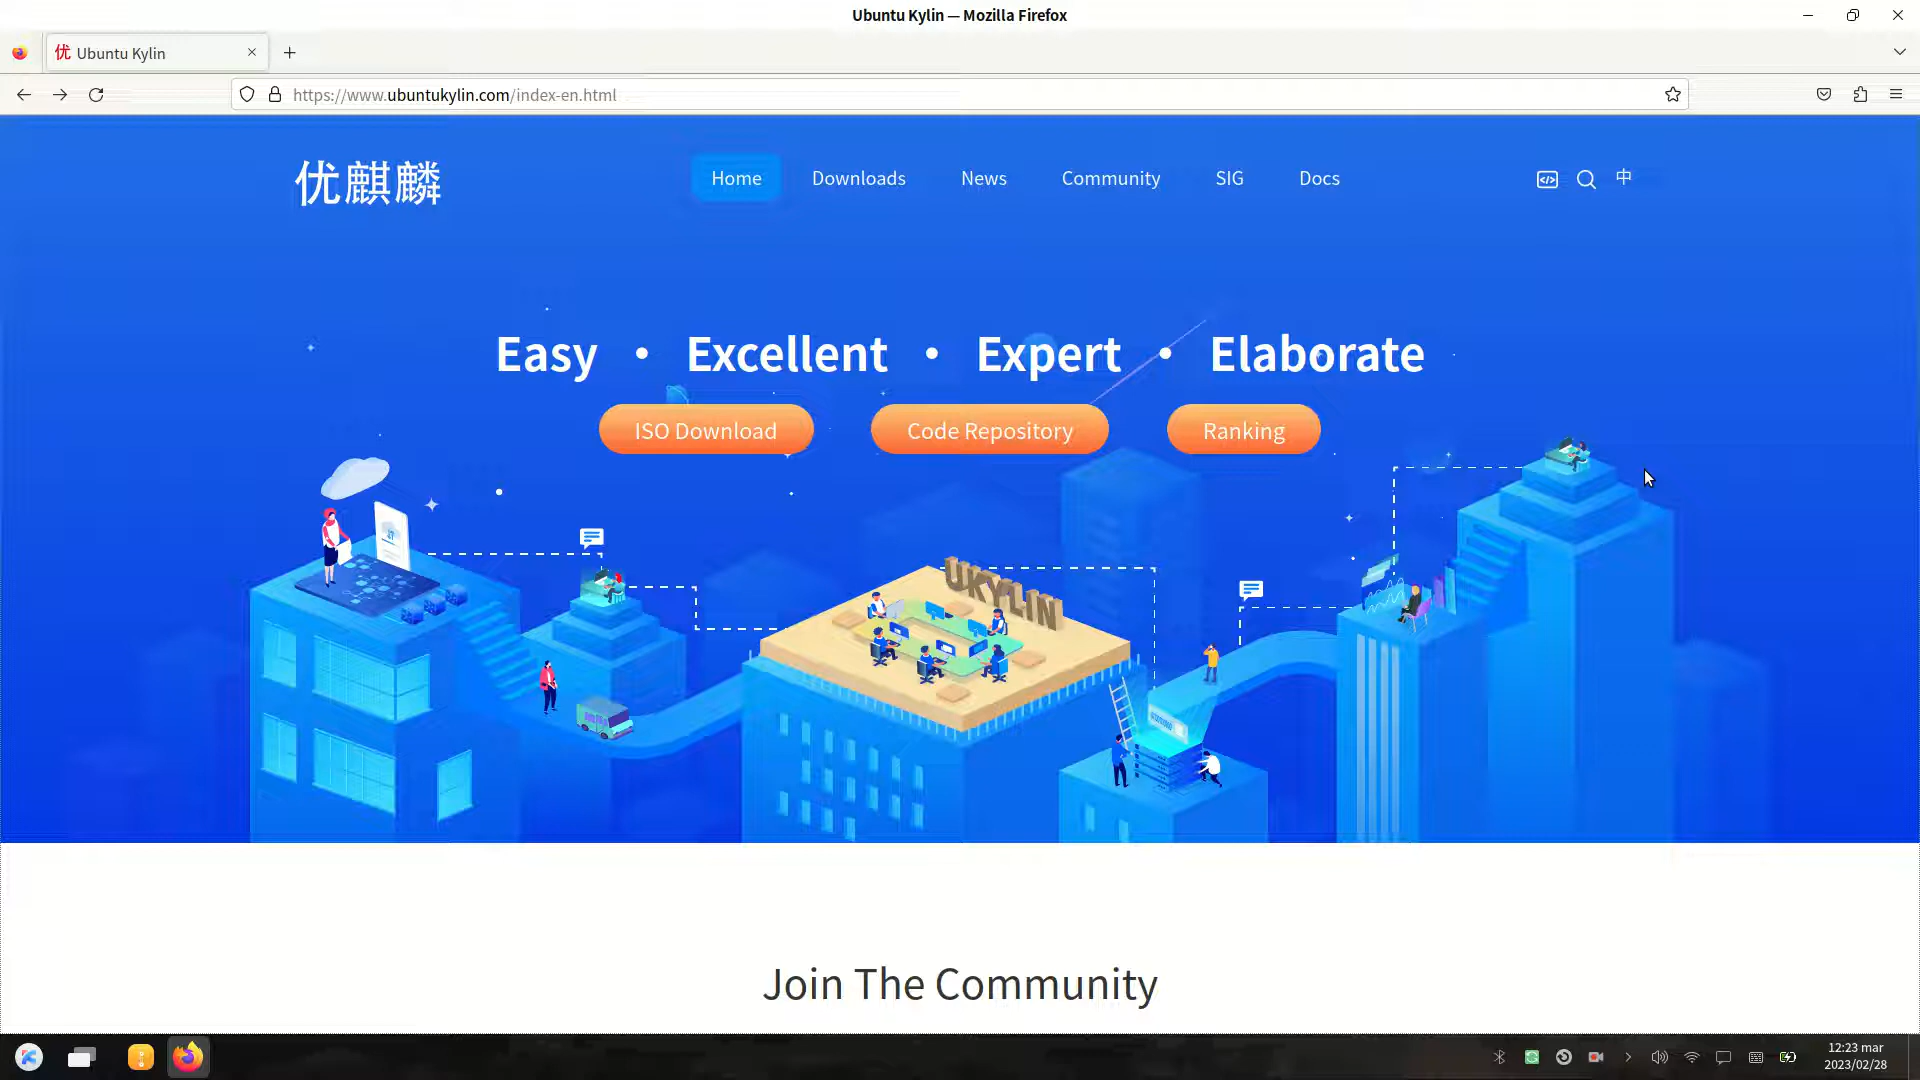 Ubuntu Kylin — Mozilla Firefox
优 Ubuntu Kylin
https://www.ubuntukylin.com/index-en.html
优麒麟
Home Downloads News Community SIG Docs 中
Easy • Excellent • Expert • Elaborate
ISO Download Code Repository Ranking
UKYLIN
Join The Community
12:23 mar
2023/02/28